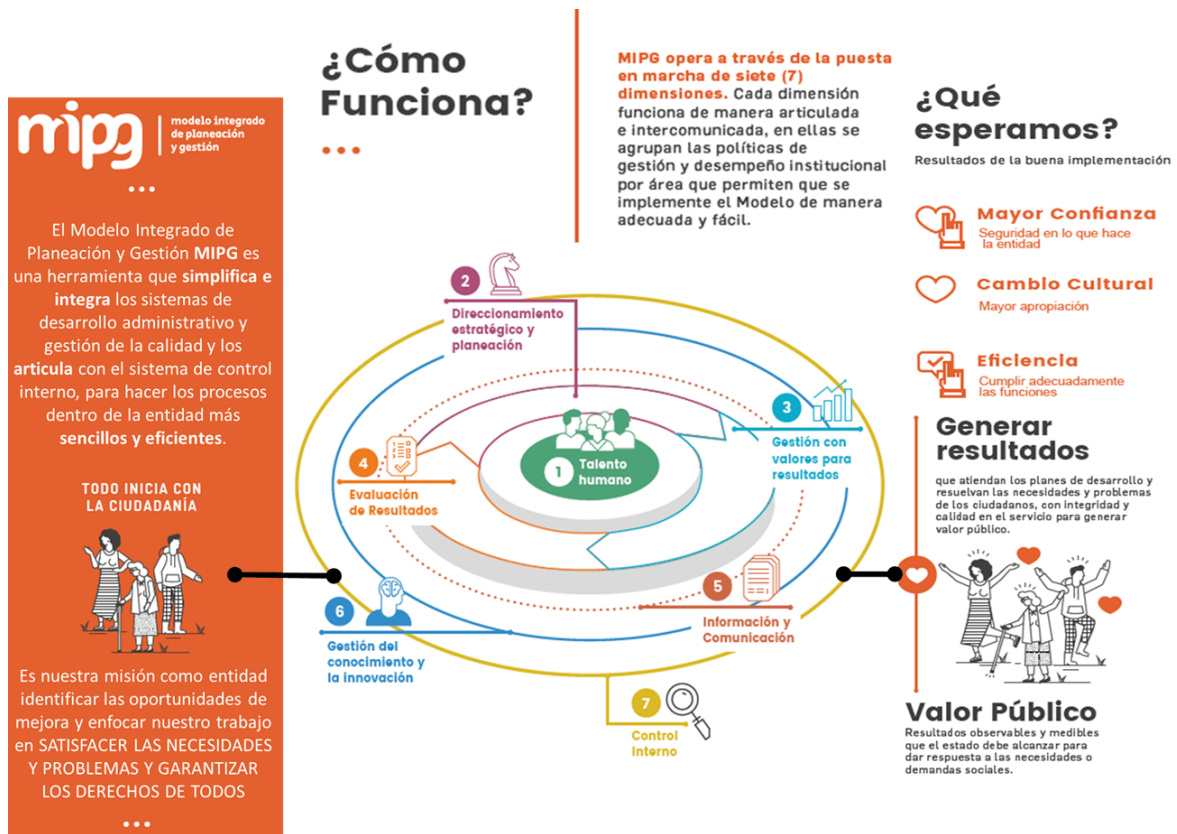 mipg
modelo integrado
de planeación
y gestión
El Modelo Integrado de
Planeación y Gestión MIPG es
una herramienta que simplifica e
integra los sistemas de
desarrollo administrativo y
gestión de la calidad y los
articula con el sistema de control
interno, para hacer los procesos
dentro de la entidad más
sencillos y eficientes.
TODO INICIA CON
LA CIUDADANÍA
Es nuestra misión como entidad
identificar las oportunidades de
mejora y enfocar nuestro trabajo
en SATISFACER LAS NECESIDADES
Y PROBLEMAS Y GARANTIZAR
LOS DERECHOS DE TODOS
¿Cómo
Funciona?
MIPG opera a través de la puesta
en marcha de siete (7)
dimensiones. Cada dimensión
funciona de manera articulada
e intercomunicada, en ellas se
agrupan las políticas de
gestión y desempeño institucional
por área que permiten que se
implemente el Modelo de manera
adecuada y fácil.
1
Talento
humano
2
Direccionamiento
estratégico y
planeación
3
Gestión con
valores para
resultados
4
Evaluación
de Resultados
5
Información y
Comunicación
6
Gestión del
conocimiento y
la innovación
7
Control
Interno
¿Qué
esperamos?
Resultados de la buena implementación
Mayor Confianza
Seguridad en lo que hace
la entidad
Cambio Cultural
Mayor apropiación
Eficiencia
Cumplir adecuadamente
las funciones
Generar
resultados
que atiendan los planes de desarrollo y
resuelvan las necesidades y problemas
de los ciudadanos, con integridad y
calidad en el servicio para generar
valor público.
Valor Público
Resultados observables y medibles
que el estado debe alcanzar para
dar respuesta a las necesidades o
demandas sociales.